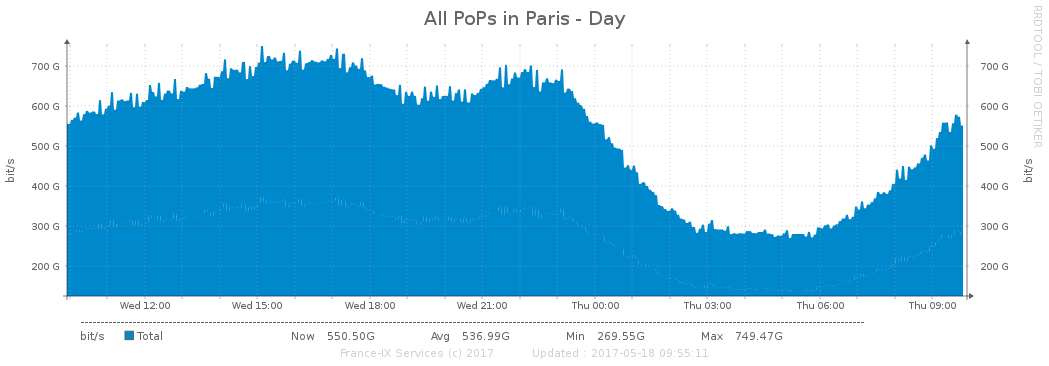 All PoPs in Paris - Day
RRDTOOL / TOBI OETIKER
700 G 700 G
600 G 600 G
500 G 500 G
400 G 400 G
300 G 300 G
200 G 200 G
bit/s
bit/s
Wed 12:00 Wed 15:00 Wed 18:00 Wed 21:00 Thu 00:00 Thu 03:00 Thu 06:00 Thu 09:00
bit/s Total Now 550.50G Avg 536.99G Min 269.55G Max 749.47G
France-IX Services (c) 2017 Updated : 2017-05-18 09:55:11